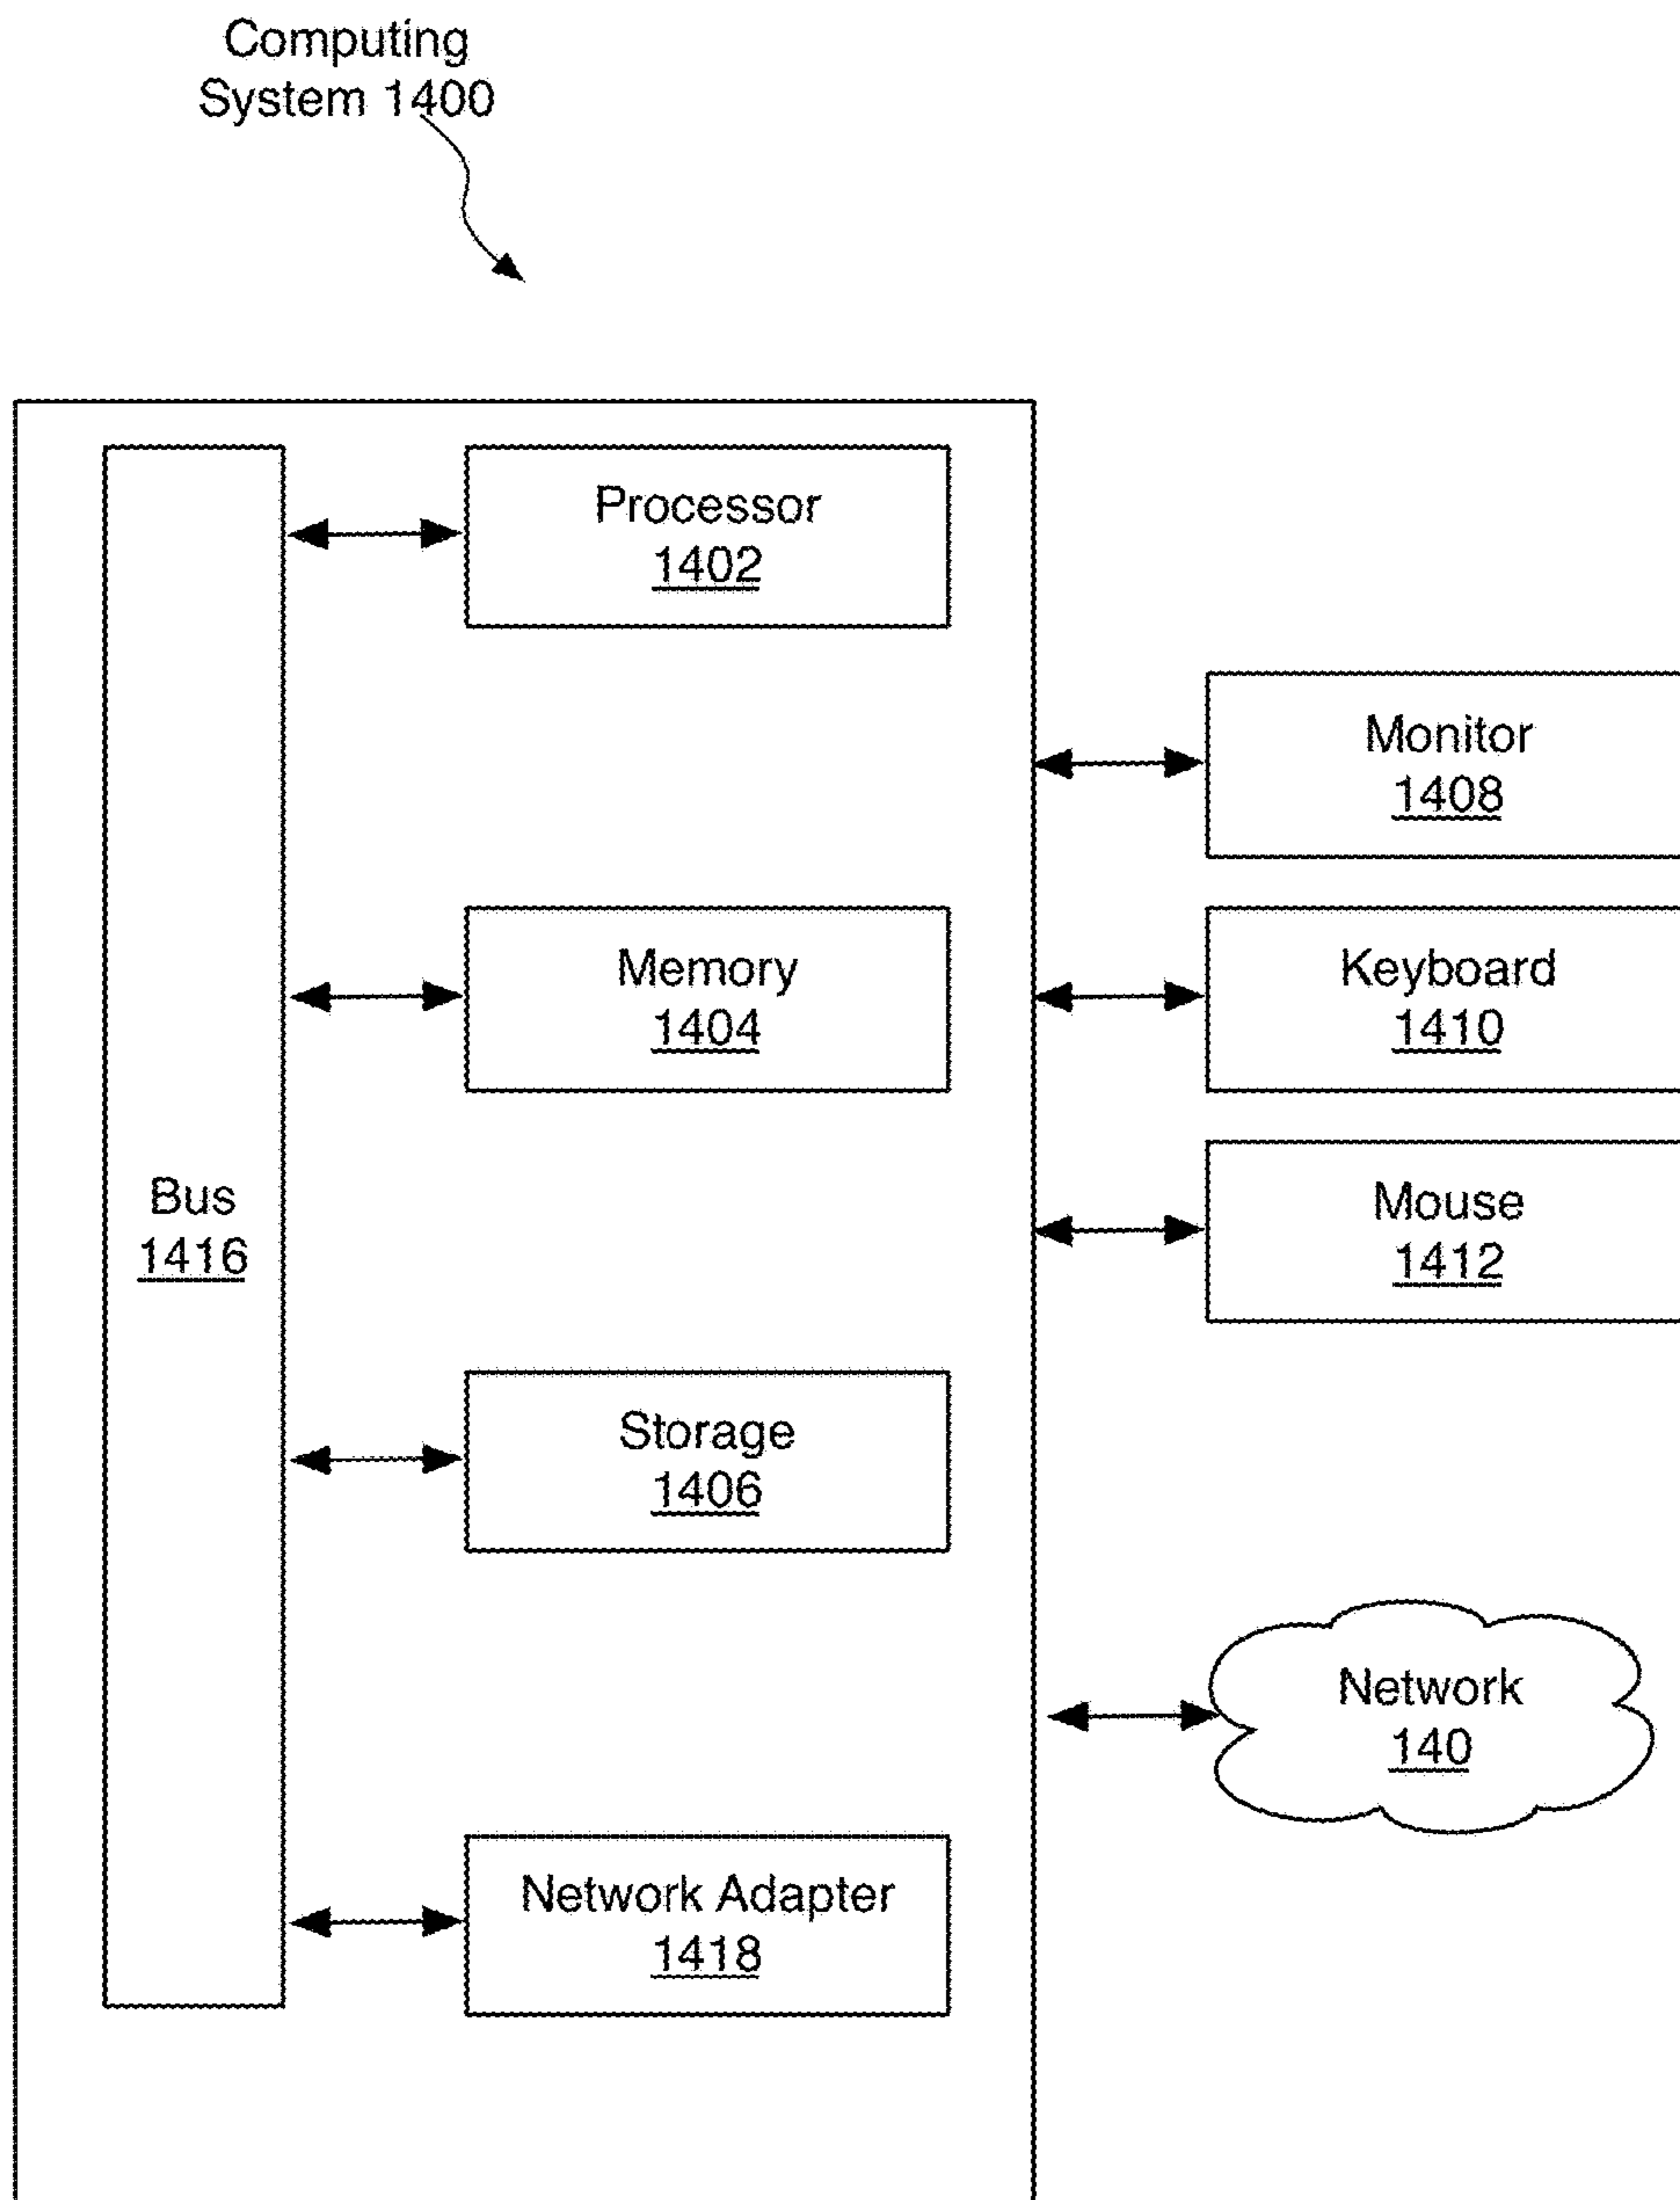 Computing
System 1400
Processor
1402
Monitor
1408
Memory
1404
Keyboard
1410
Bus
1416
Mouse
1412
Storage
1406
Network
140
Network Adapter
1418